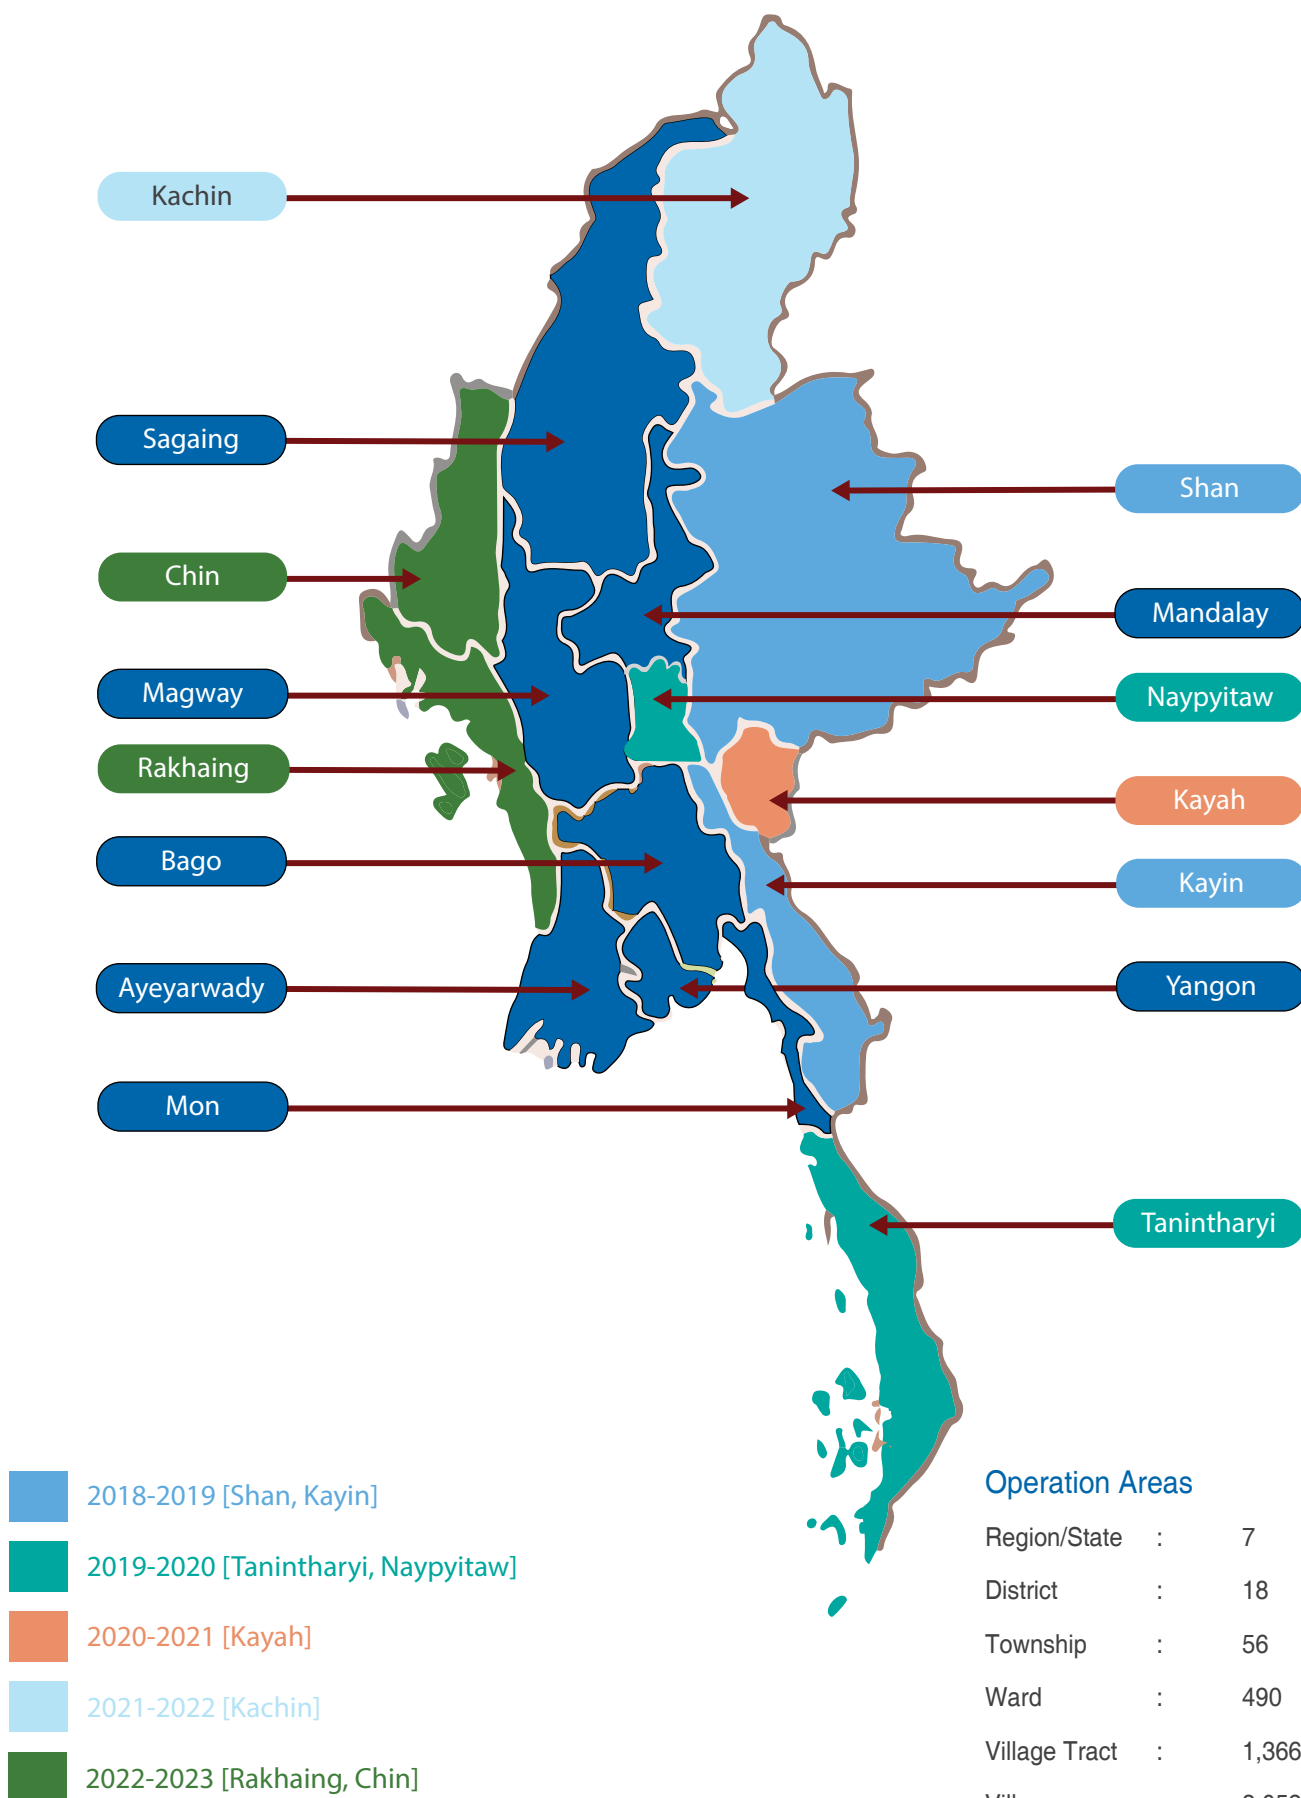 Kachin
Sagaing
Shan
Chin
Mandalay
Magway
Naypyitaw
Rakhaing
Kayah
Bago
Kayin
Ayeyarwady
Yangon
Mon
Tanintharyi
2018-2019 [Shan, Kayin]
2019-2020 [Tanintharyi, Naypyitaw]
2020-2021 [Kayah]
2021-2022 [Kachin]
2022-2023 [Rakhaing, Chin]
Operation Areas
Region/State : 7
District : 18
Township : 56
Ward : 490
Village Tract : 1,366